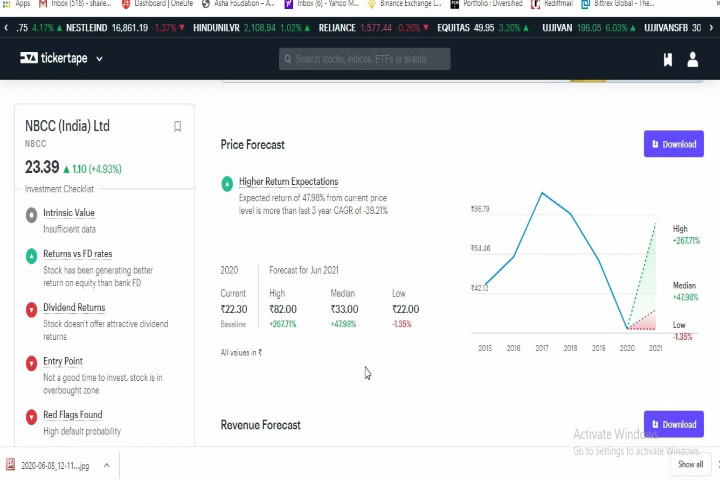 Apps
M Inbox (518) - shaile...
Dashboard | OneLife
Asha Foudation – A...
Inbox (6) - Yahoo M...
Binance Exchange L...
Portfolio : Diversified
Rediffmail
Bittrex Global - The...
.75 4.17% NESTLEIND 16,861.19 -1.37% HINDUNILVR 2,108.94 1.02% RELIANCE 1,577.44 -0.26% EQUITAS 49.95 3.20% UJJIVAN 196.05 6.03% UJJIVANSFB 30
tickertape
Search stocks, indices, ETFs or brands
NBCC (India) Ltd
NBCC
23.39 1.10 (+4.93%)
Investment Checklist
Intrinsic Value
Insufficient data
Returns vs FD rates
Stock has been generating better
return on equity than bank FD
Dividend Returns
Stock doesn't offer attractive dividend
returns
Entry Point
Not a good time to invest, stock is in
overbought zone
Red Flags Found
High default probability
Price Forecast
Download
Higher Return Expectations
Expected return of 47.98% from current price
level is more than last 3 year CAGR of -39.21%
2020 Forecast for Jun 2021
Current High Median Low
₹22.30 ₹82.00 ₹33.00 ₹22.00
Baseline +267.71% +47.98% -1.35%
All values in ₹
₹86.79
₹64.46
₹42.13
High
+267.71%
Median
+47.98%
Low
-1.35%
2015 2016 2017 2018 2019 2020 2021
Revenue Forecast
Download
Activate Windows
Go to Settings to activate Windows.
2020-06-08_12-11....jpg
Show all